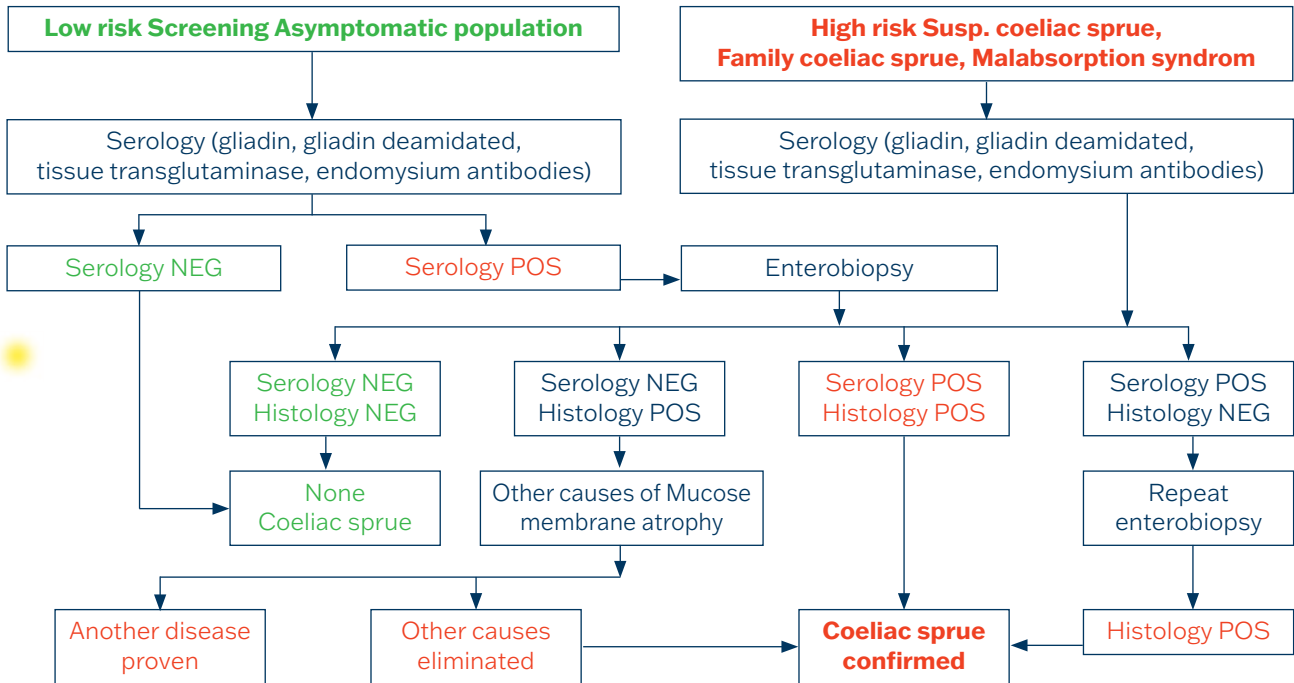 Low risk Screening Asymptomatic population
High risk Susp. coeliac sprue,
Family coeliac sprue, Malabsorption syndrom
Serology (gliadin, gliadin deamidated,
tissue transglutaminase, endomysium antibodies)
Serology (gliadin, gliadin deamidated,
tissue transglutaminase, endomysium antibodies)
Serology NEG
Serology POS
Enterobiopsy
Serology NEG
Histology NEG
Serology NEG
Histology POS
Serology POS
Histology POS
Serology POS
Histology NEG
None
Coeliac sprue
Other causes of Mucose
membrane atrophy
Repeat
enterobiopsy
Another disease
proven
Other causes
eliminated
Coeliac sprue
confirmed
Histology POS